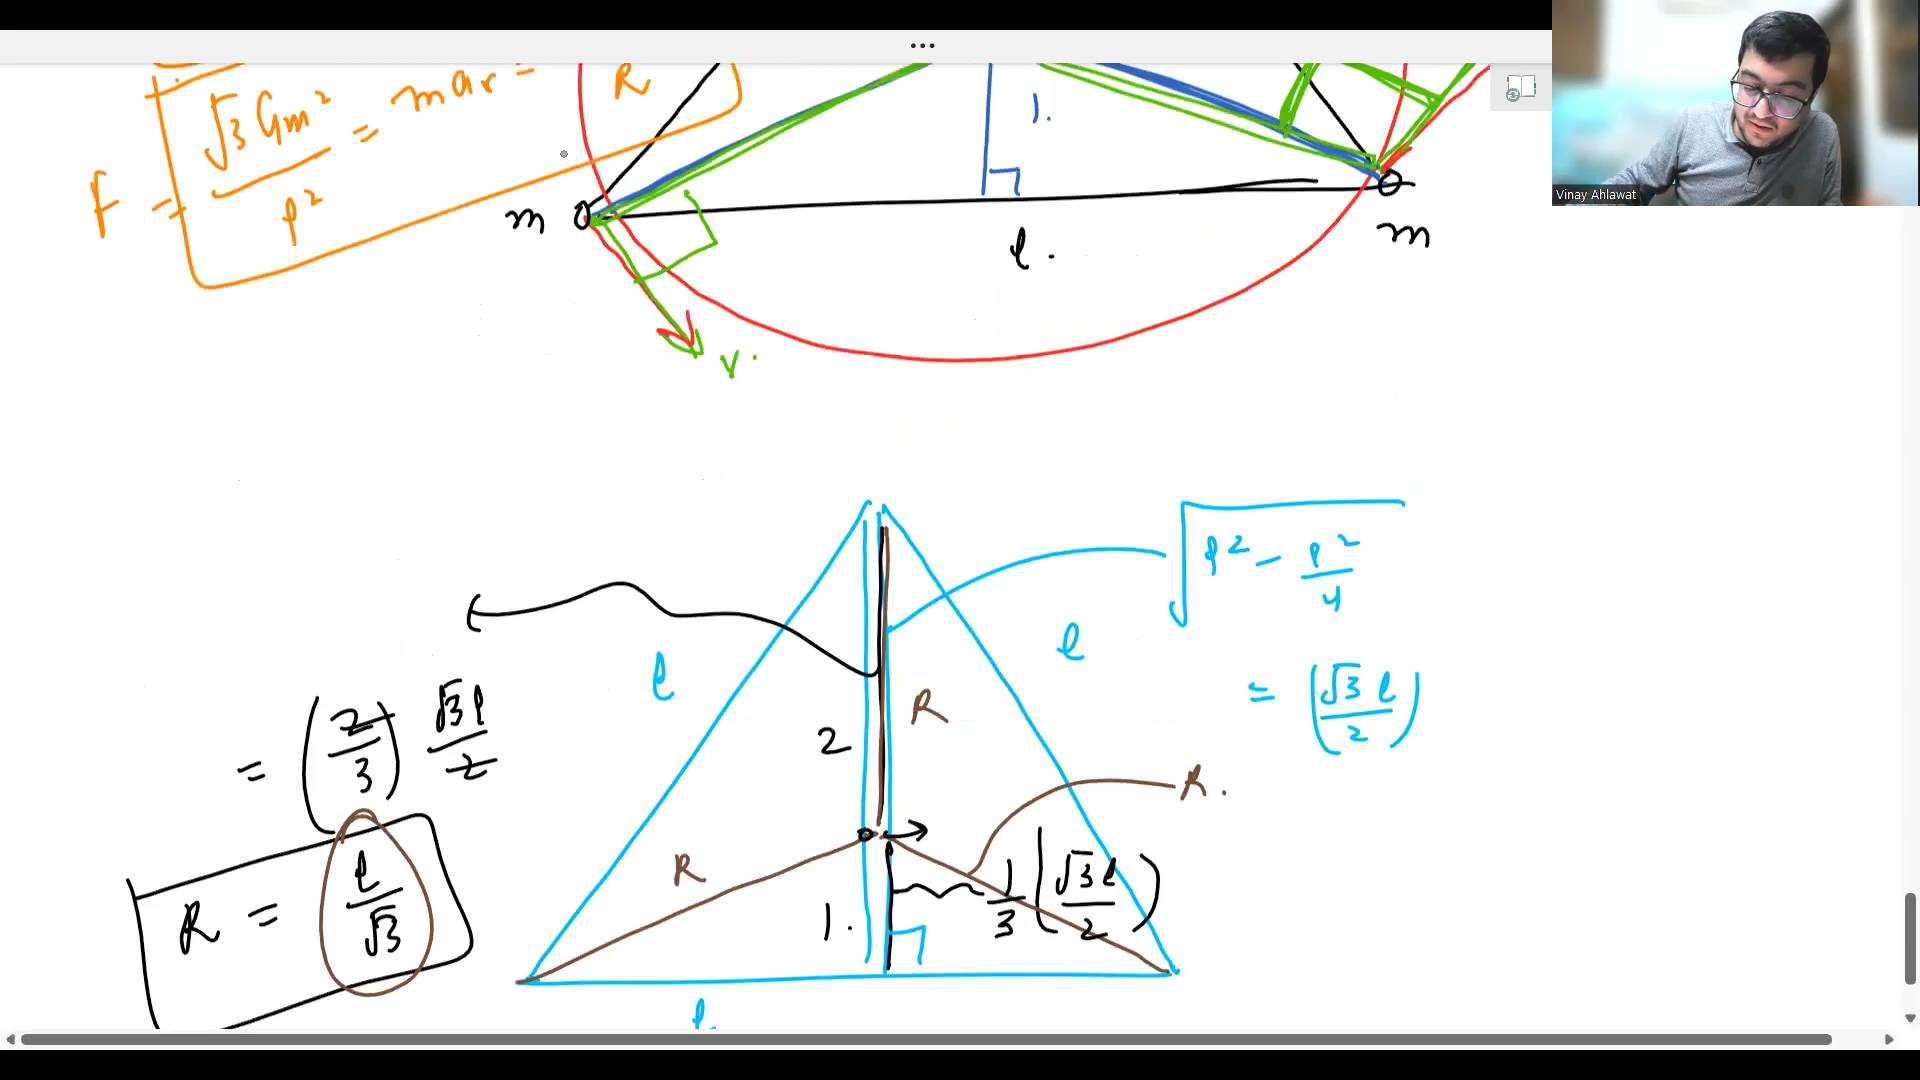 F = √3 Gm² / l² = mar =
R
1.
m
l.
m
v.
Vinay Ahlawat
√(l² - l²/4)
= (√3 l / 2)
l
l
R
2
= (2/3) √3 l / 2
R.
R
1.
1/3 (√3 l / 2)
R = l/√3
l